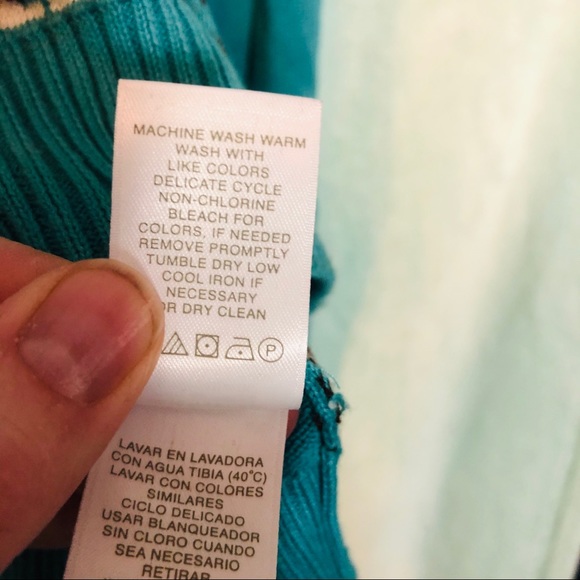 MACHINE WASH WARM
WASH WITH
LIKE COLORS
DELICATE CYCLE
NON-CHLORINE
BLEACH FOR
COLORS, IF NEEDED
REMOVE PROMPTLY
TUMBLE DRY LOW
COOL IRON IF
NECESSARY
OR DRY CLEAN
P
LAVAR EN LAVADORA
CON AGUA TIBIA (40°C)
LAVAR CON COLORES
SIMILARES
CICLO DELICADO
USAR BLANQUEADOR
SIN CLORO CUANDO
SEA NECESARIO
RETIRAR